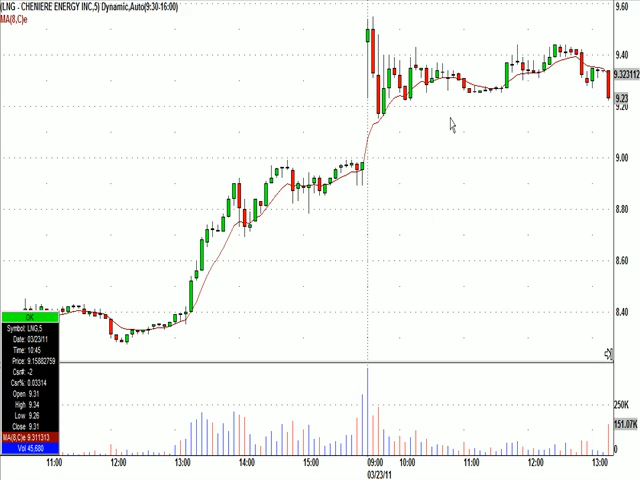 (LNG - CHENIERE ENERGY INC,5) Dynamic,Auto(9:30-16:00)
MA(8,C)e
9.60
9.40
9.323112
9.23
9.20
9.00
8.80
8.60
8.40
OK
Symbol: LNG,5
Date: 03/23/11
Time: 10:45
Price: 9.15882759
Csr#: -2
Csr%: 0.03314
Open 9.31
High 9.34
Low 9.26
Close 9.31
MA(8,C)e 9.311313
Vol 45,680
250K
151.07K
0
11:00 12:00 13:00 14:00 15:00 09:00 10:00 11:00 12:00 13:00
03/23/11